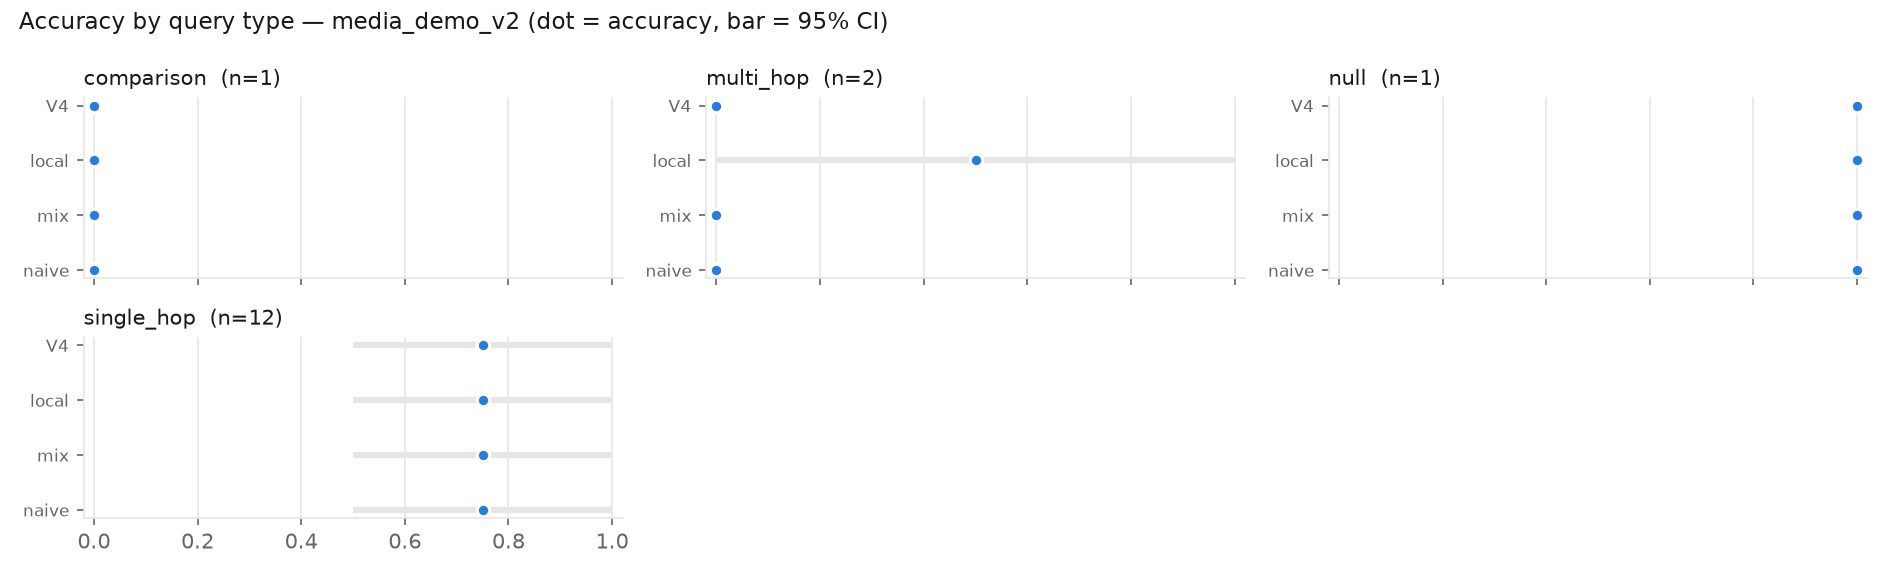 Accuracy by query type — media_demo_v2 (dot = accuracy, bar = 95% CI)
comparison (n=1)
V4
local
mix
naive
multi_hop (n=2)
V4
local
mix
naive
null (n=1)
V4
local
mix
naive
single_hop (n=12)
V4
local
mix
naive
0.0 0.2 0.4 0.6 0.8 1.0